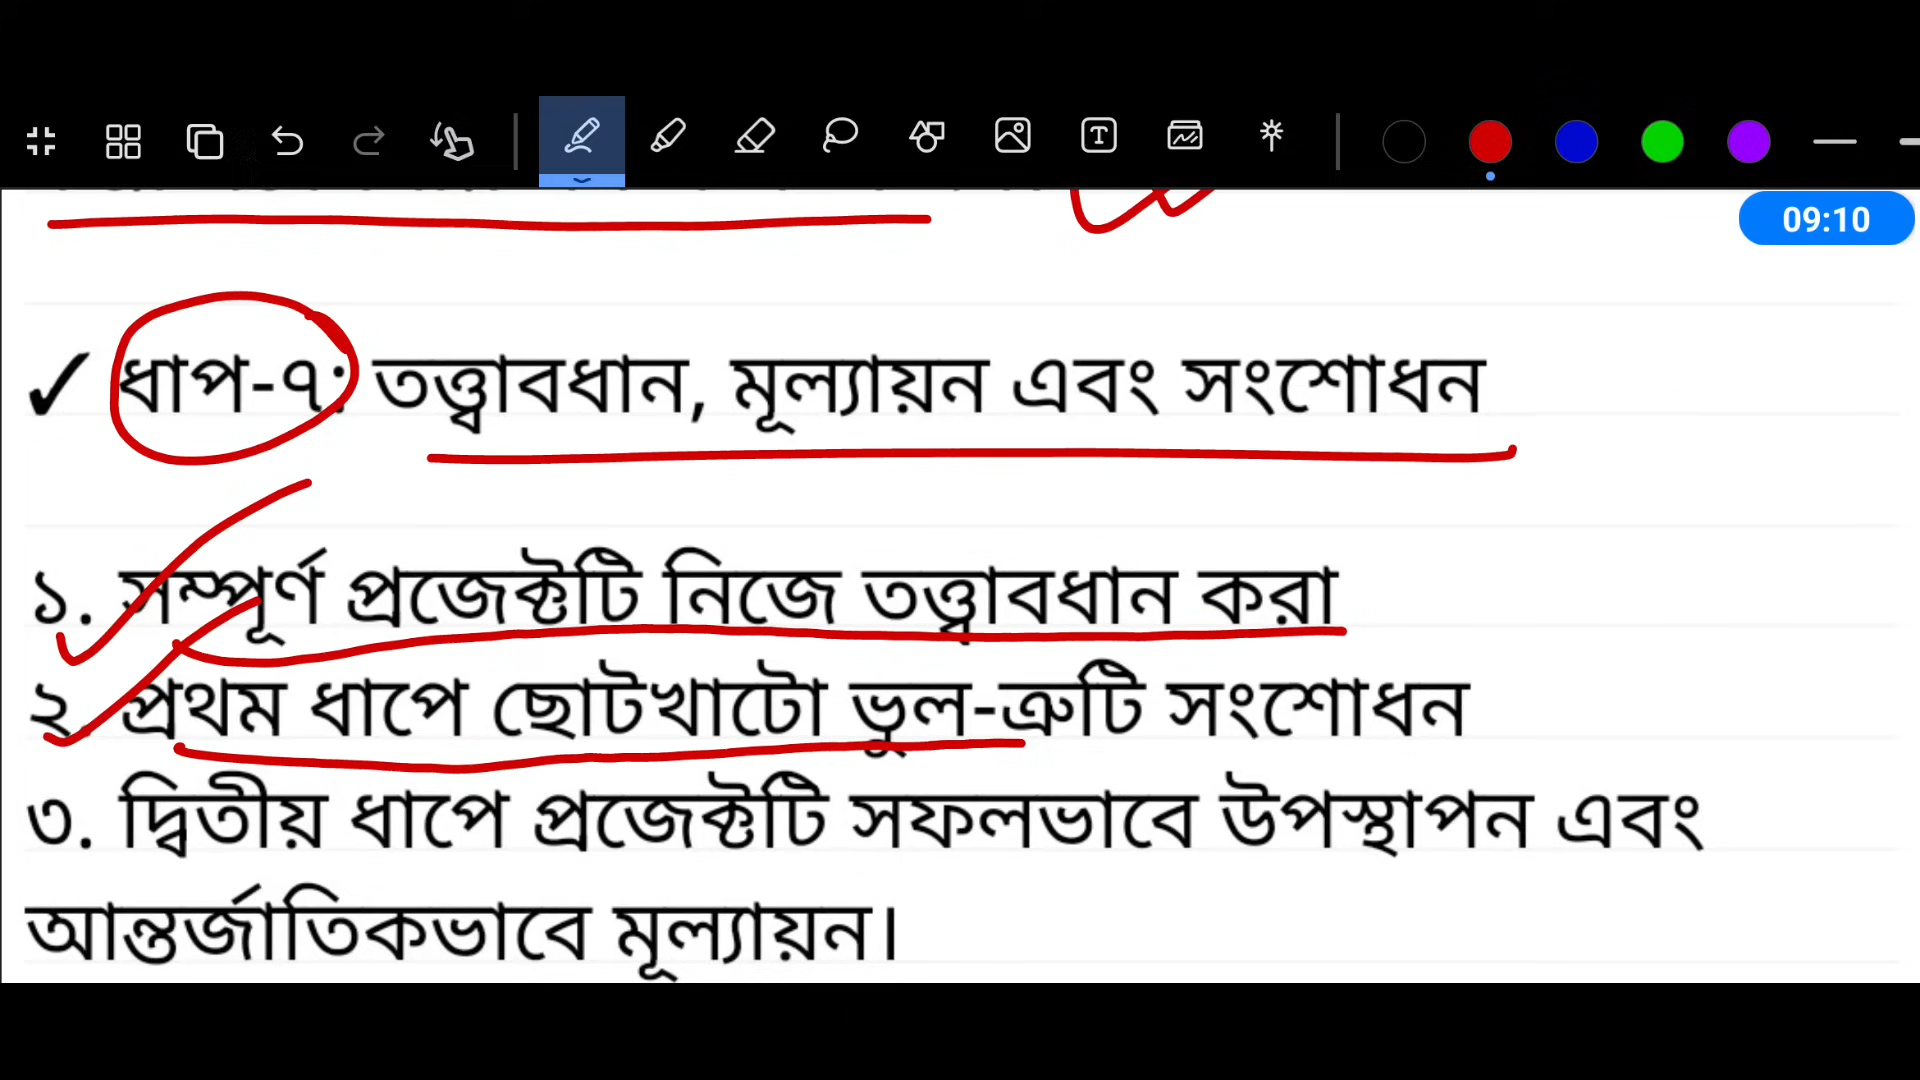 09:10
✓ ধাপ-৭: তত্ত্বাবধান, মূল্যায়ন এবং সংশোধন
১. সম্পূর্ণ প্রজেক্টটি নিজে তত্ত্বাবধান করা
২. প্রথম ধাপে ছোটখাটো ভুল-ত্রুটি সংশোধন
৩. দ্বিতীয় ধাপে প্রজেক্টটি সফলভাবে উপস্থাপন এবং
আন্তর্জাতিকভাবে মূল্যায়ন।